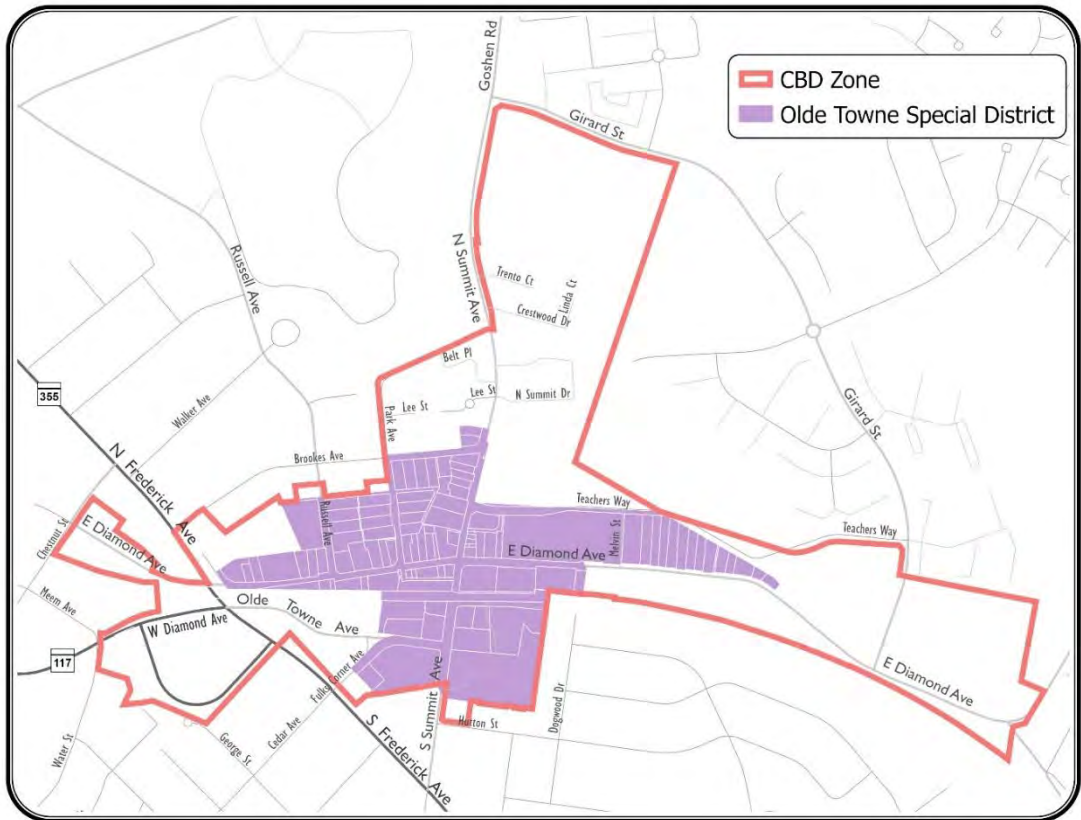 Goshen Rd
CBD Zone
Olde Towne Special District
Girard St
N Summit Ave
Russell Ave
Trento Ct
Linda Ct
Crestwood Dr
Belt Pl
355
Walker Ave
Park Ave
Lee St
Lee St
N Summit Dr
Girard St
N Frederick Ave
Brookes Ave
Russell Ave
Teachers Way
Melvin St
Teachers Way
Chestnut St
E Diamond Ave
E Diamond Ave
Meem Ave
Olde Towne Ave
W Diamond Ave
117
Fulks Corner Ave
S Summit Ave
Hutton St
Dogwood Dr
E Diamond Ave
Water St
George St
Cedar Ave
S Frederick Ave